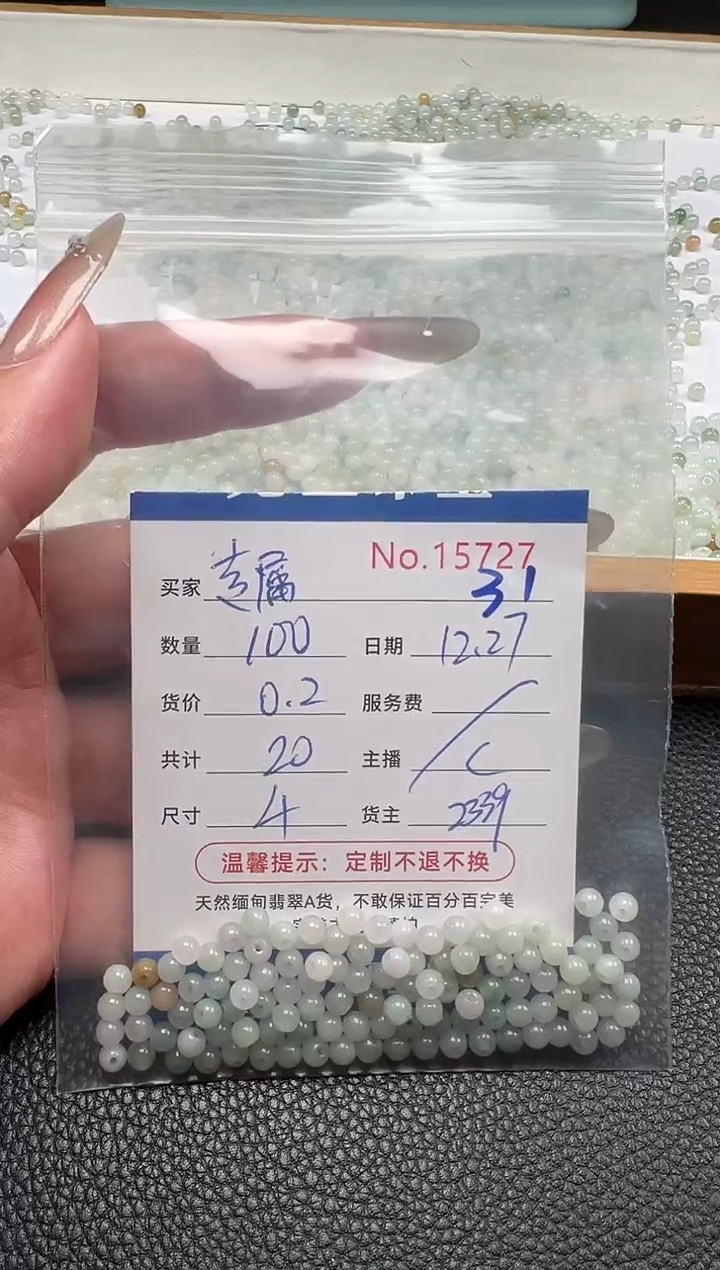 No.15727
买家 31
数量 100 日期 12.27
货价 0.2 服务费
共计 20 主播 C
尺寸 4 货主 2339
温馨提示：定制不退不换
天然缅甸翡翠A货，不敢保证百分百完美